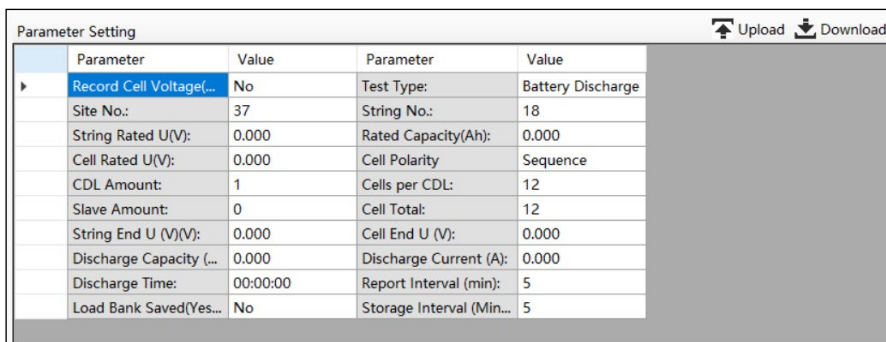 Parameter Setting Upload Download
Parameter Value Parameter Value
Record Cell Voltage(... No Test Type: Battery Discharge
Site No.: 37 String No.: 18
String Rated U(V): 0.000 Rated Capacity(Ah): 0.000
Cell Rated U(V): 0.000 Cell Polarity Sequence
CDL Amount: 1 Cells per CDL: 12
Slave Amount: 0 Cell Total: 12
String End U (V)(V): 0.000 Cell End U (V): 0.000
Discharge Capacity (... 0.000 Discharge Current (A): 0.000
Discharge Time: 00:00:00 Report Interval (min): 5
Load Bank Saved(Yes... No Storage Interval (Min... 5